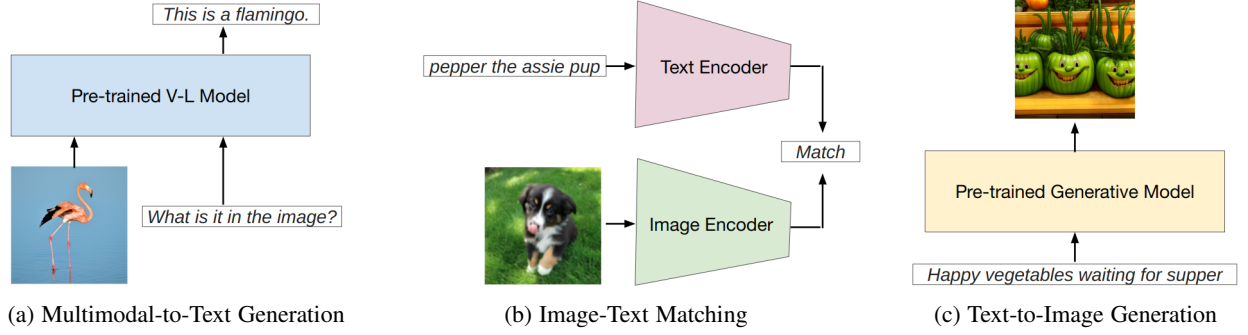 This is a flamingo.
Pre-trained V-L Model
What is it in the image?
(a) Multimodal-to-Text Generation
pepper the assie pup
Text Encoder
Match
Image Encoder
(b) Image-Text Matching
Pre-trained Generative Model
Happy vegetables waiting for supper
(c) Text-to-Image Generation